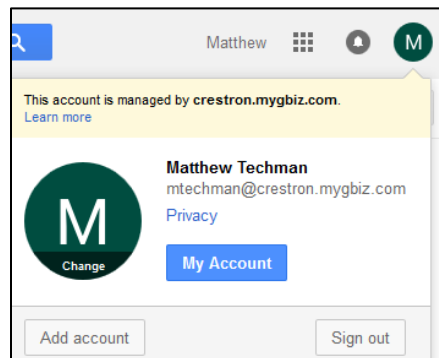 Matthew
M
This account is managed by crestron.mygbiz.com.
Learn more
M
Change
Matthew Techman
mtechman@crestron.mygbiz.com
Privacy
My Account
Add account
Sign out